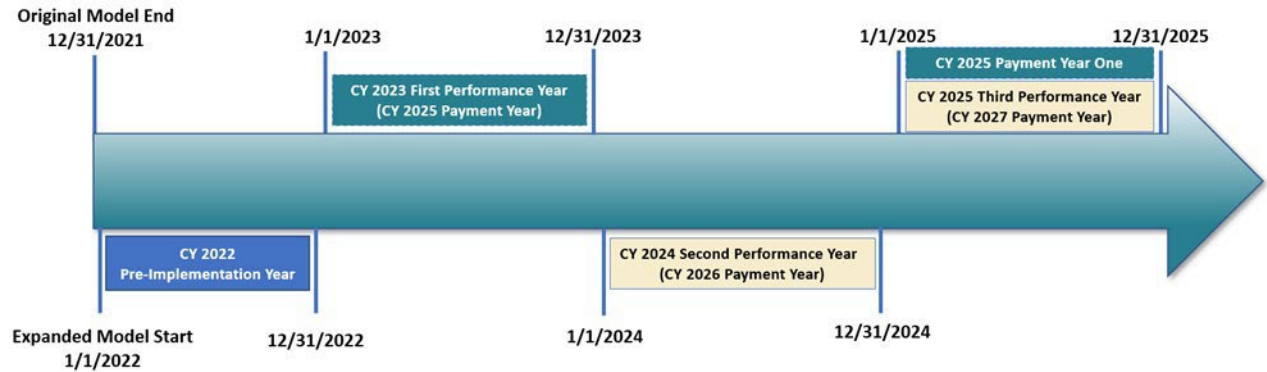 Original Model End
12/31/2021
1/1/2023
12/31/2023
1/1/2025
12/31/2025
CY 2023 First Performance Year
(CY 2025 Payment Year)
CY 2025 Payment Year One
CY 2025 Third Performance Year
(CY 2027 Payment Year)
CY 2022
Pre-Implementation Year
CY 2024 Second Performance Year
(CY 2026 Payment Year)
Expanded Model Start
1/1/2022
12/31/2022
1/1/2024
12/31/2024